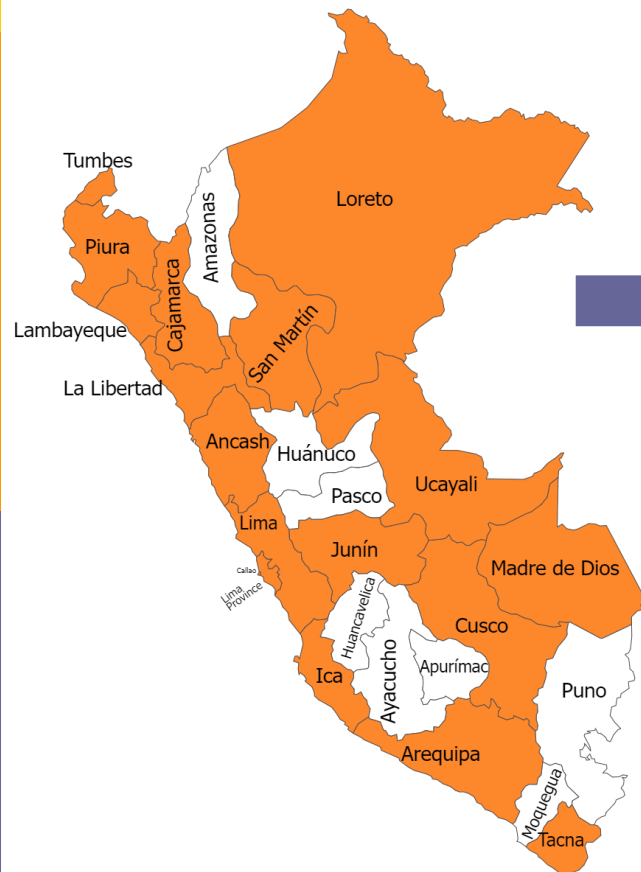 Tumbes
Loreto
Amazonas
Piura
Cajamarca
Lambayeque
San Martín
La Libertad
Ancash
Huánuco
Ucayali
Pasco
Lima
Junín
Madre de Dios
Callao
Lima
Province
Huancavelica
Cusco
Apurímac
Ayacucho
Ica
Puno
Arequipa
Moquegua
Tacna